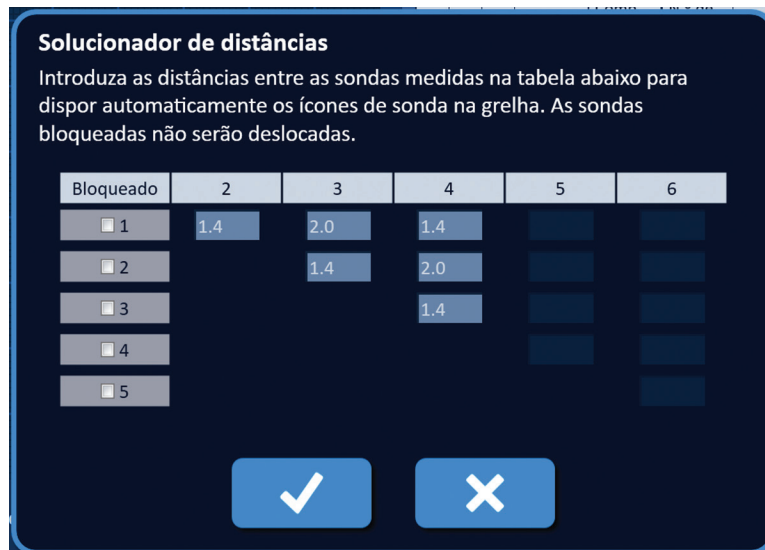 Solucionador de distâncias
Introduza as distâncias entre as sondas medidas na tabela abaixo para
dispor automaticamente os ícones de sonda na grelha. As sondas
bloqueadas não serão deslocadas.
Bloqueado 2 3 4 5 6
1 1.4 2.0 1.4
2 1.4 2.0
3 1.4
4
5